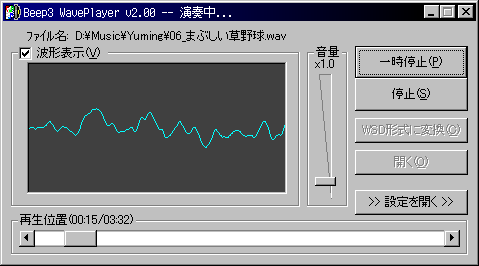 Beep3 WavePlayer v2.00 -- 演奏中...
ファイル名: D:¥Music¥Yuming¥06_まぶしい草野球.wav
波形表示(V)
音量
x1.0
一時停止(P)
停止(S)
WSD形式に変換(C)
開く(O)
>> 設定を開く >>
再生位置(00:15/03:32)